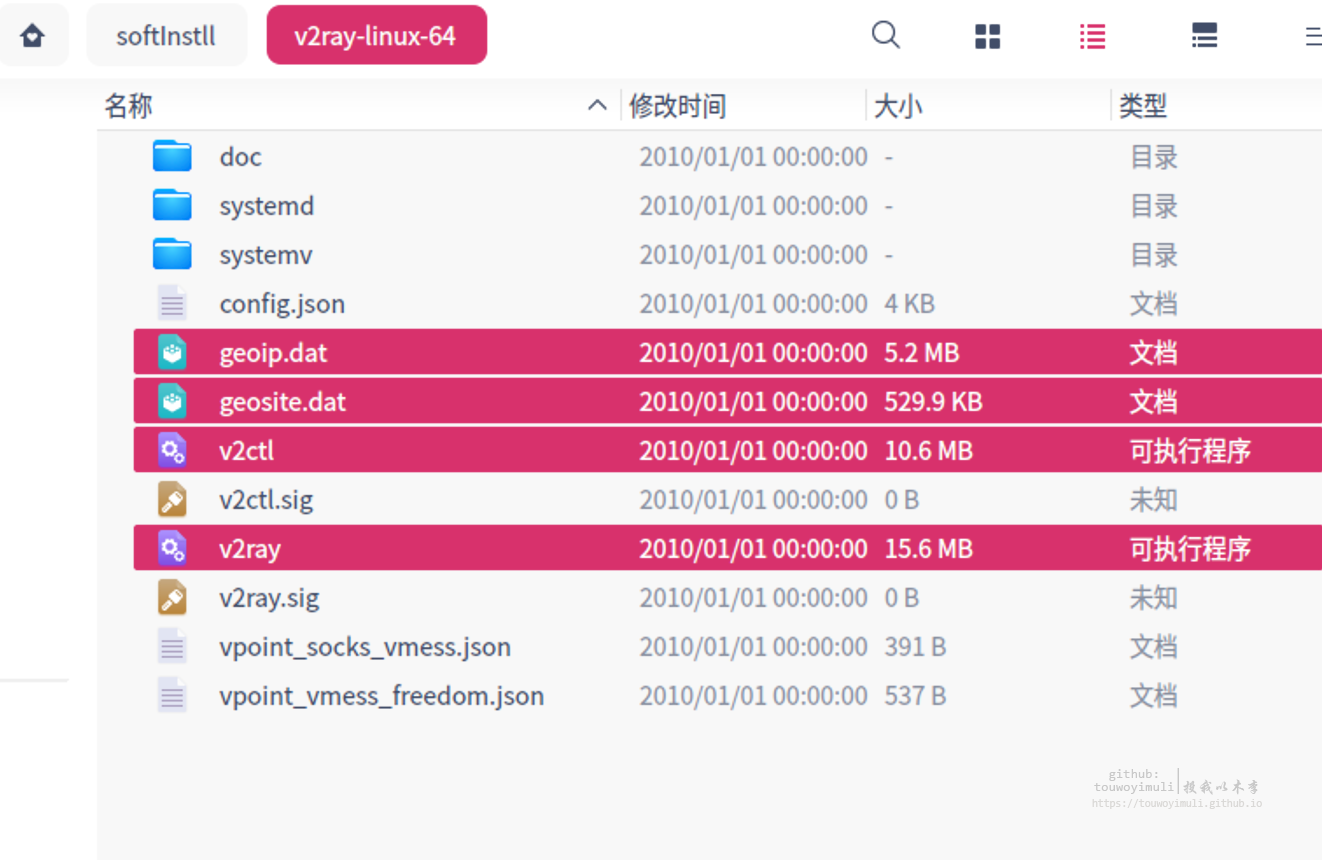 softInstll v2ray-linux-64
名称 修改时间 大小 类型
doc 2010/01/01 00:00:00 - 目录
systemd 2010/01/01 00:00:00 - 目录
systemv 2010/01/01 00:00:00 - 目录
config.json 2010/01/01 00:00:00 4 KB 文档
geoip.dat 2010/01/01 00:00:00 5.2 MB 文档
geosite.dat 2010/01/01 00:00:00 529.9 KB 文档
v2ctl 2010/01/01 00:00:00 10.6 MB 可执行程序
v2ctl.sig 2010/01/01 00:00:00 0 B 未知
v2ray 2010/01/01 00:00:00 15.6 MB 可执行程序
v2ray.sig 2010/01/01 00:00:00 0 B 未知
vpoint_socks_vmess.json 2010/01/01 00:00:00 391 B 文档
vpoint_vmess_freedom.json 2010/01/01 00:00:00 537 B 文档
github:
touwoyimuli 投我以木李
https://touwoyimuli.github.io